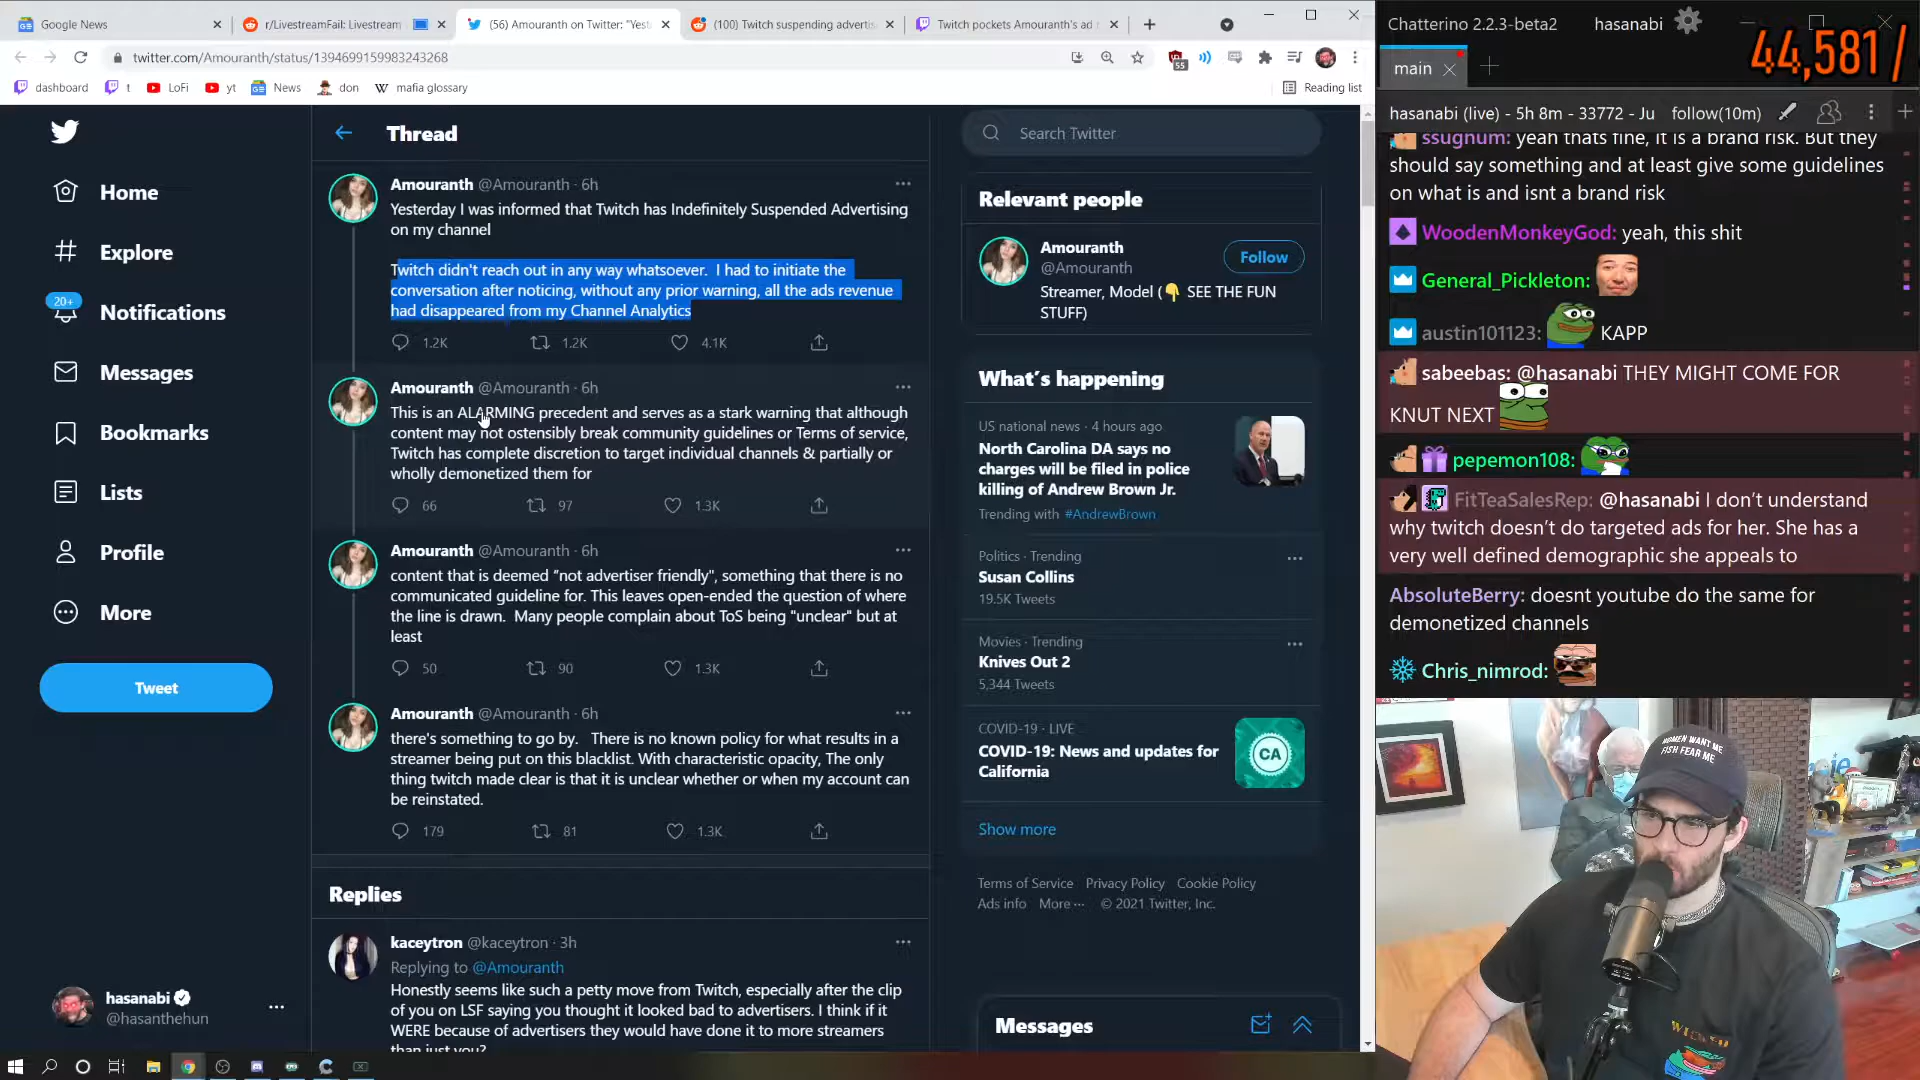 Google News
r/LivestreamFail: Livestream
(56) Amouranth on Twitter: "Yest
(100) Twitch suspending advertis
Twitch pockets Amouranth's ad
twitter.com/Amouranth/status/1394699159983243268
55
dashboard
t
LoFi
yt
News
don
W
mafia glossary
Reading list
Home
Explore
20+
Notifications
Messages
Bookmarks
Lists
Profile
More
Tweet
hasanabi
@hasanthehun
Thread
Amouranth @Amouranth · 6h
Yesterday I was informed that Twitch has Indefinitely Suspended Advertising
on my channel
Twitch didn't reach out in any way whatsoever. I had to initiate the
conversation after noticing, without any prior warning, all the ads revenue
had disappeared from my Channel Analytics
1.2K 1.2K 4.1K
Amouranth @Amouranth · 6h
This is an ALARMING precedent and serves as a stark warning that although
content may not ostensibly break community guidelines or Terms of service,
Twitch has complete discretion to target individual channels & partially or
wholly demonetized them for
66 97 1.3K
Amouranth @Amouranth · 6h
content that is deemed "not advertiser friendly", something that there is no
communicated guideline for. This leaves open-ended the question of where
the line is drawn. Many people complain about ToS being "unclear" but at
least
50 90 1.3K
Amouranth @Amouranth · 6h
there's something to go by. There is no known policy for what results in a
streamer being put on this blacklist. With characteristic opacity, The only
thing twitch made clear is that it is unclear whether or when my account can
be reinstated.
179 81 1.3K
Replies
kaceytron @kaceytron · 3h
Replying to @Amouranth
Honestly seems like such a petty move from Twitch, especially after the clip
of you on LSF saying you thought it looked bad to advertisers. I think if it
WERE because of advertisers they would have done it to more streamers
than just you?
Search Twitter
Relevant people
Amouranth
@Amouranth
Follow
Streamer, Model (👇 SEE THE FUN
STUFF)
What's happening
US national news · 4 hours ago
North Carolina DA says no
charges will be filed in police
killing of Andrew Brown Jr.
Trending with #AndrewBrown
Politics · Trending
Susan Collins
19.5K Tweets
Movies · Trending
Knives Out 2
5,344 Tweets
COVID-19 · LIVE
COVID-19: News and updates for
California
CA
Show more
Terms of Service Privacy Policy Cookie Policy
Ads info More ··· © 2021 Twitter, Inc.
Messages
Chatterino 2.2.3-beta2
hasanabi
44,581 /
main
hasanabi (live) - 5h 8m - 33772 - Ju
follow(10m)
ssugnum: yeah thats fine, it is a brand risk. But they
should say something and at least give some guidelines
on what is and isnt a brand risk
WoodenMonkeyGod: yeah, this shit
General_Pickleton:
austin101123: KAPP
sabeebas: @hasanabi THEY MIGHT COME FOR
KNUT NEXT
pepemon108:
FitTeaSalesRep: @hasanabi I don't understand
why twitch doesn't do targeted ads for her. She has a
very well defined demographic she appeals to
AbsoluteBerry: doesnt youtube do the same for
demonetized channels
Chris_nimrod:
WOMEN WANT ME
FISH FEAR ME